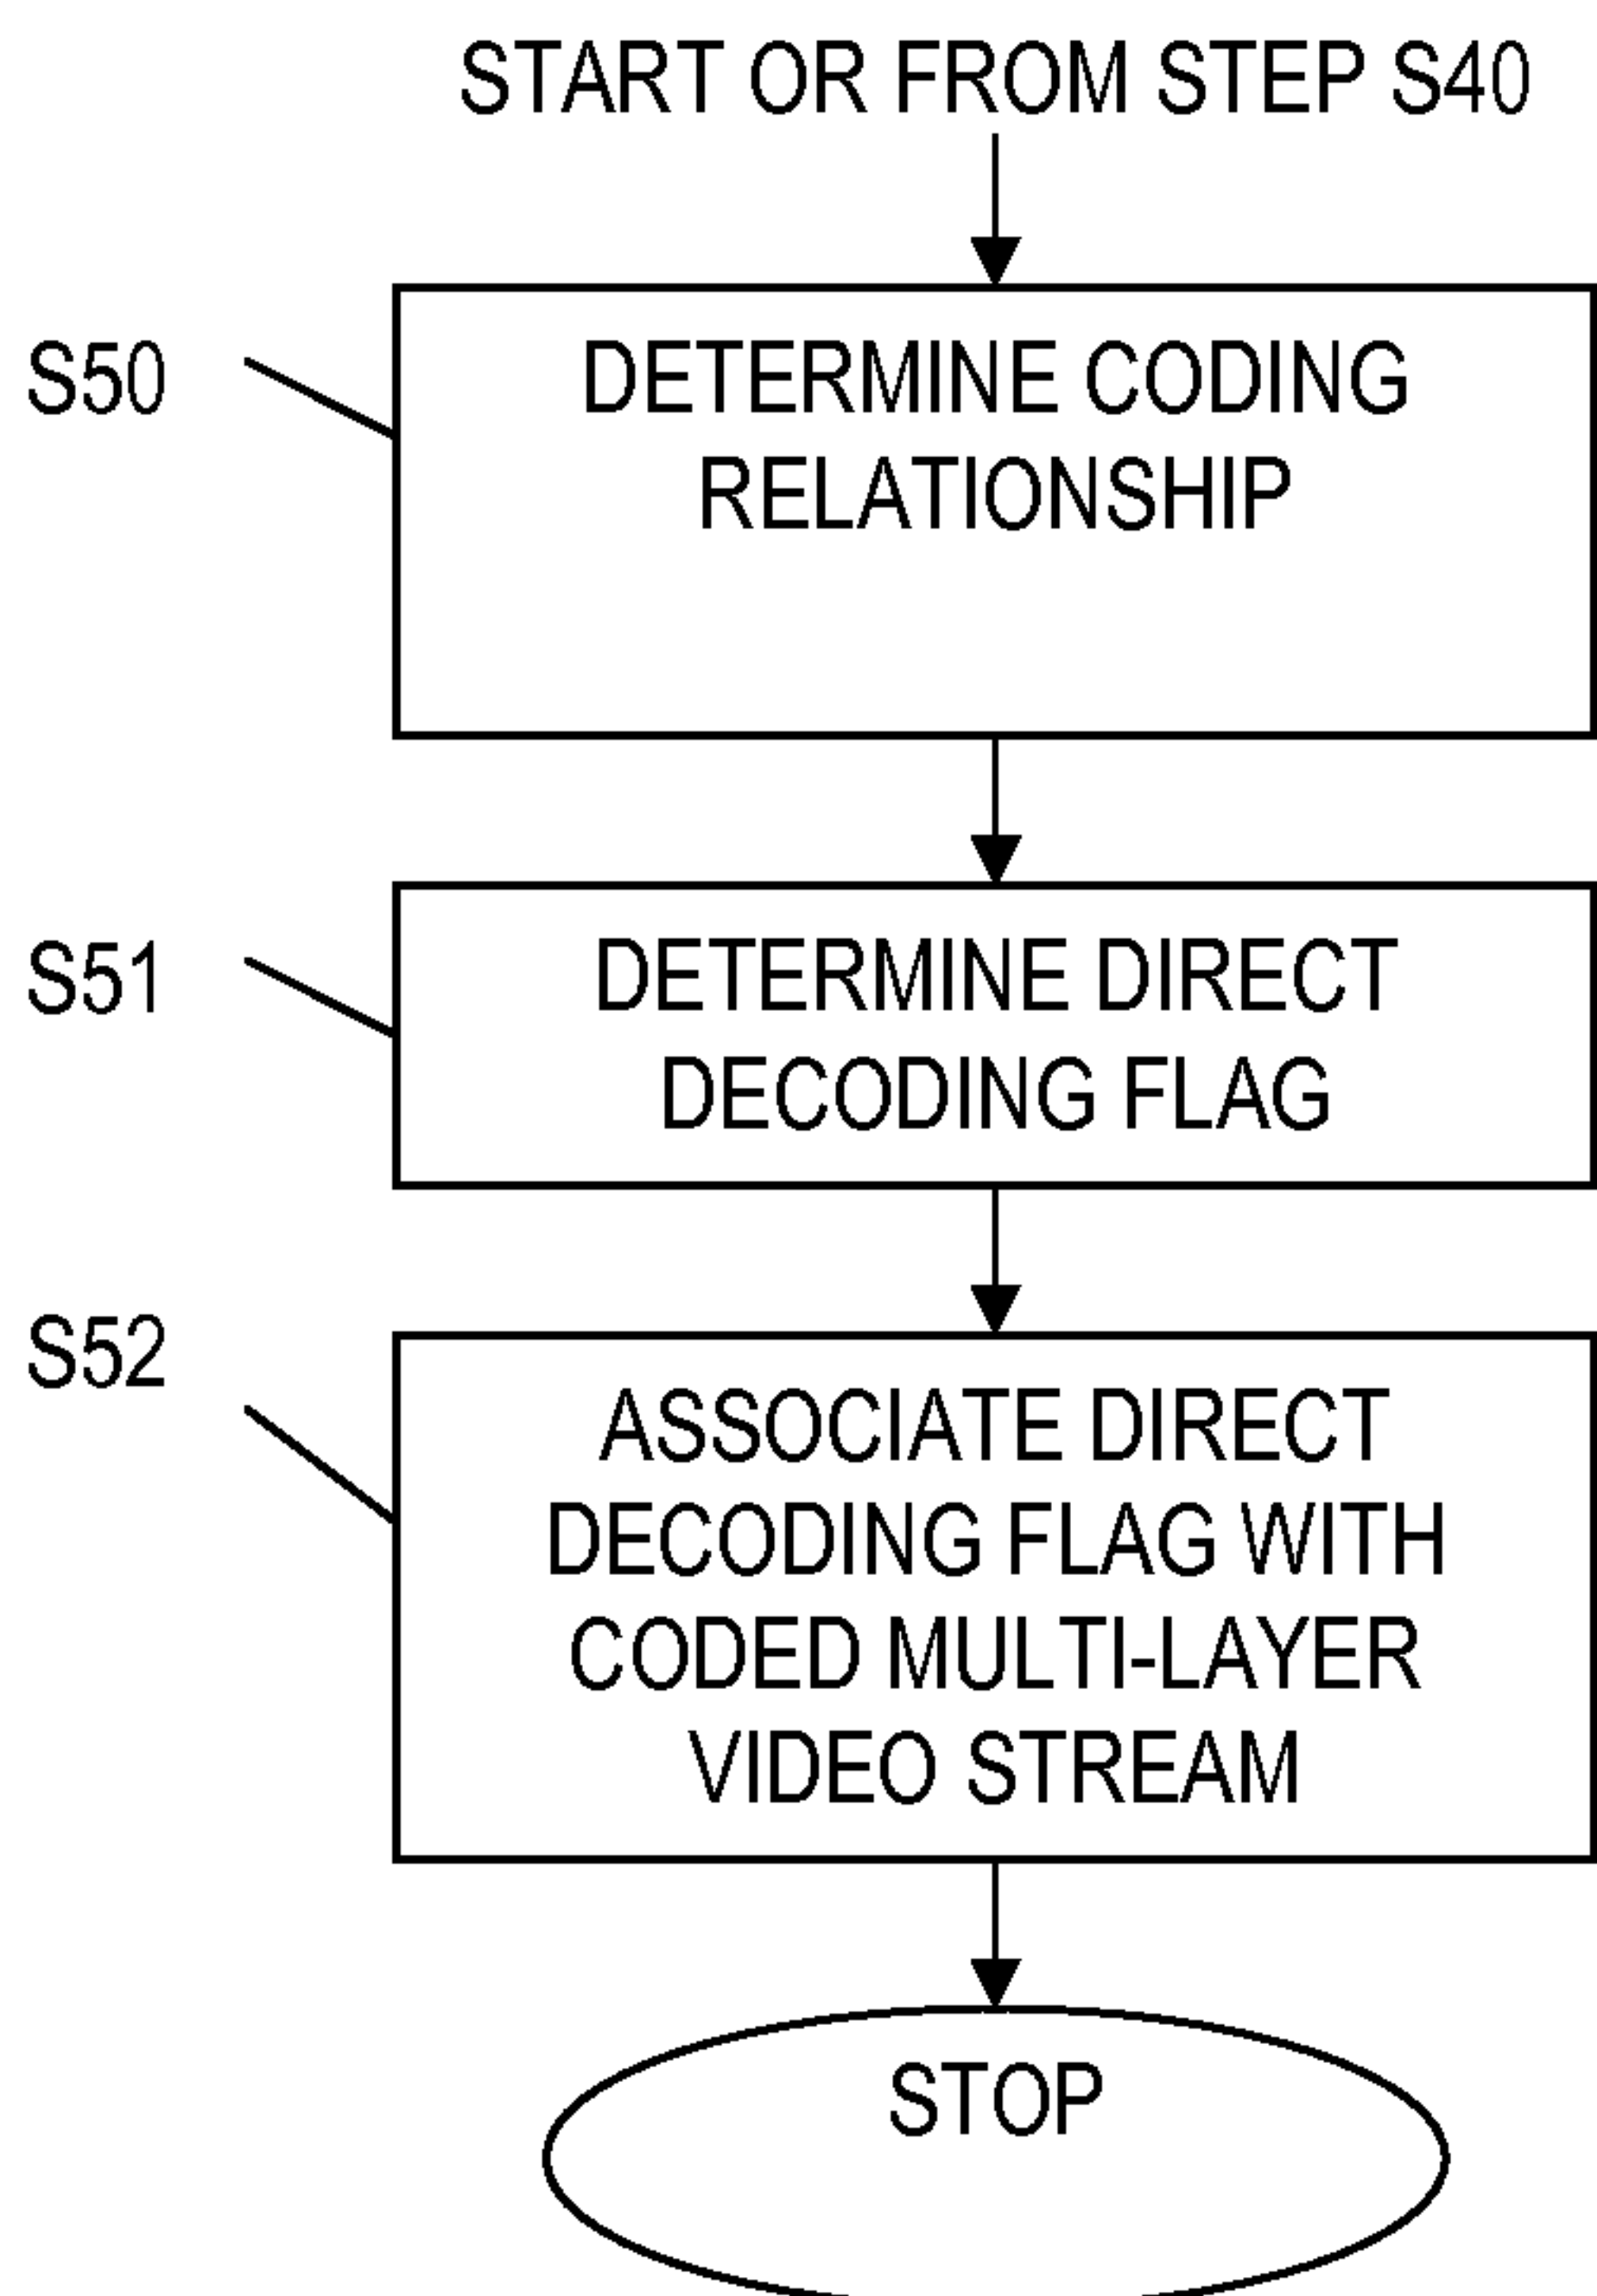 START OR FROM STEP S40
S50
DETERMINE CODING
RELATIONSHIP
S51
DETERMINE DIRECT
DECODING FLAG
S52
ASSOCIATE DIRECT
DECODING FLAG WITH
CODED MULTI-LAYER
VIDEO STREAM
STOP